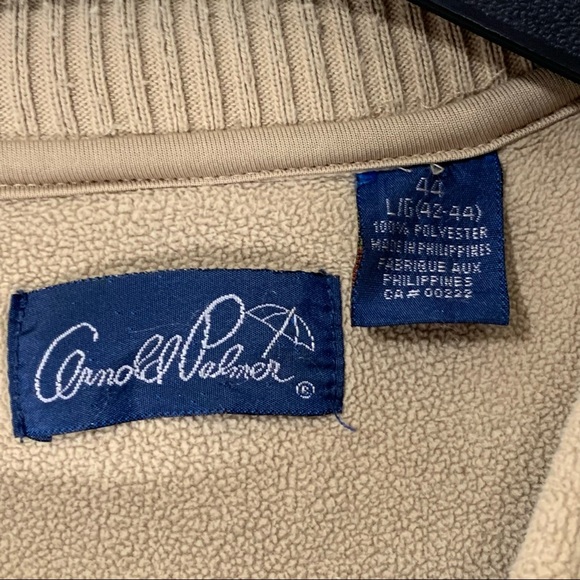 Arnold Palmer ®
44
L/G (42-44)
100% POLYESTER
MADE IN PHILIPPINES
FABRIQUE AUX
PHILIPPINES
CA# 00222